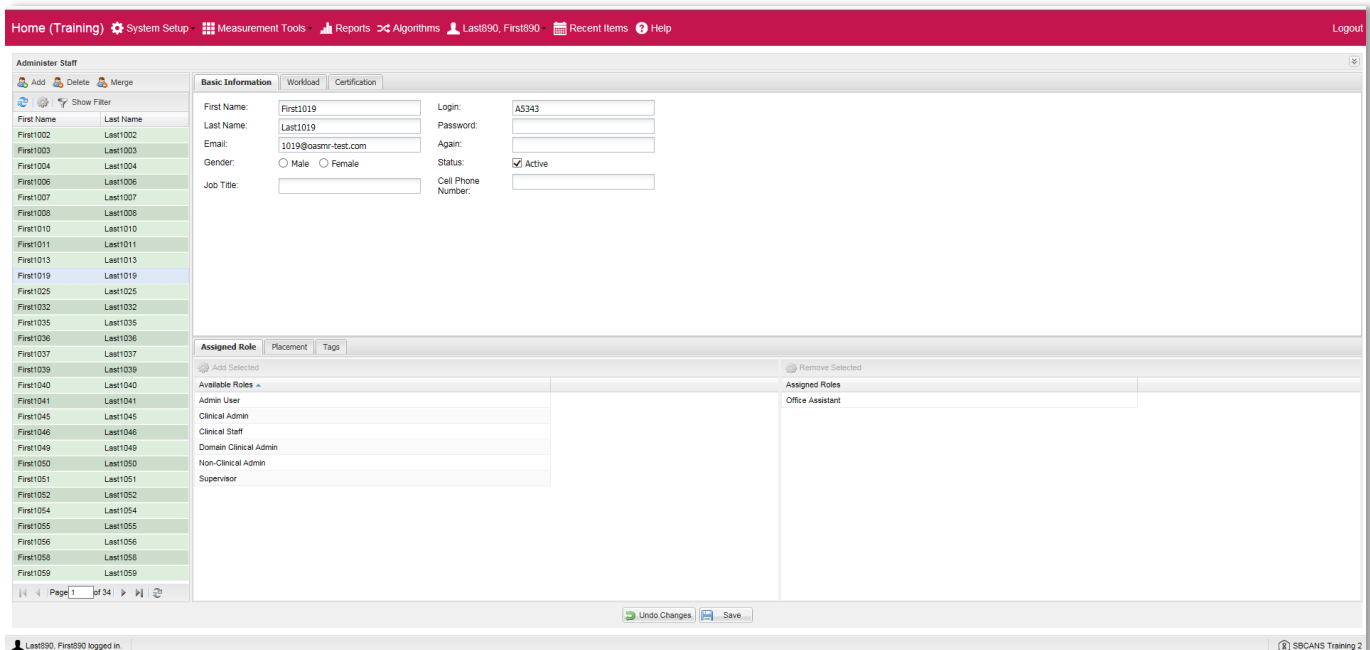 Home (Training) System Setup Measurement Tools Reports Algorithms Last890, First890 Recent Items Help Logout
Administer Staff
Add Delete Merge
Show Filter
First Name Last Name
First1002 Last1002
First1003 Last1003
First1004 Last1004
First1006 Last1006
First1007 Last1007
First1008 Last1008
First1010 Last1010
First1011 Last1011
First1013 Last1013
First1019 Last1019
First1025 Last1025
First1032 Last1032
First1035 Last1035
First1036 Last1036
First1037 Last1037
First1039 Last1039
First1040 Last1040
First1041 Last1041
First1045 Last1045
First1046 Last1046
First1049 Last1049
First1050 Last1050
First1051 Last1051
First1052 Last1052
First1054 Last1054
First1055 Last1055
First1056 Last1056
First1058 Last1058
First1059 Last1059
Page 1 of 34
Basic Information Workload Certification
First Name: First1019 Login: A5343
Last Name: Last1019 Password:
Email: 1019@oasmr-test.com Again:
Gender: Male Female Status: Active
Job Title: Cell Phone
Number:
Assigned Role Placement Tags
Add Selected Remove Selected
Available Roles Assigned Roles
Admin User Office Assistant
Clinical Admin
Clinical Staff
Domain Clinical Admin
Non-Clinical Admin
Supervisor
Undo Changes Save
Last890, First890 logged in. SBCANS Training 2